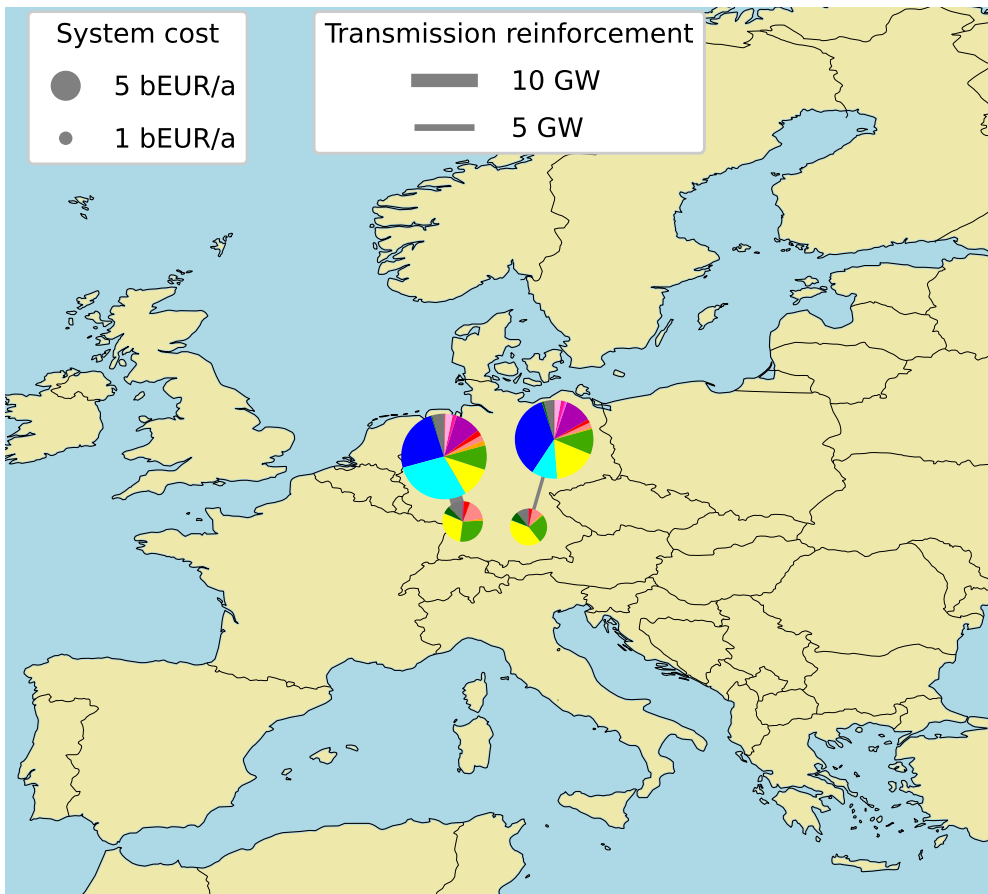 System cost
5 bEUR/a
1 bEUR/a
Transmission reinforcement
10 GW
5 GW